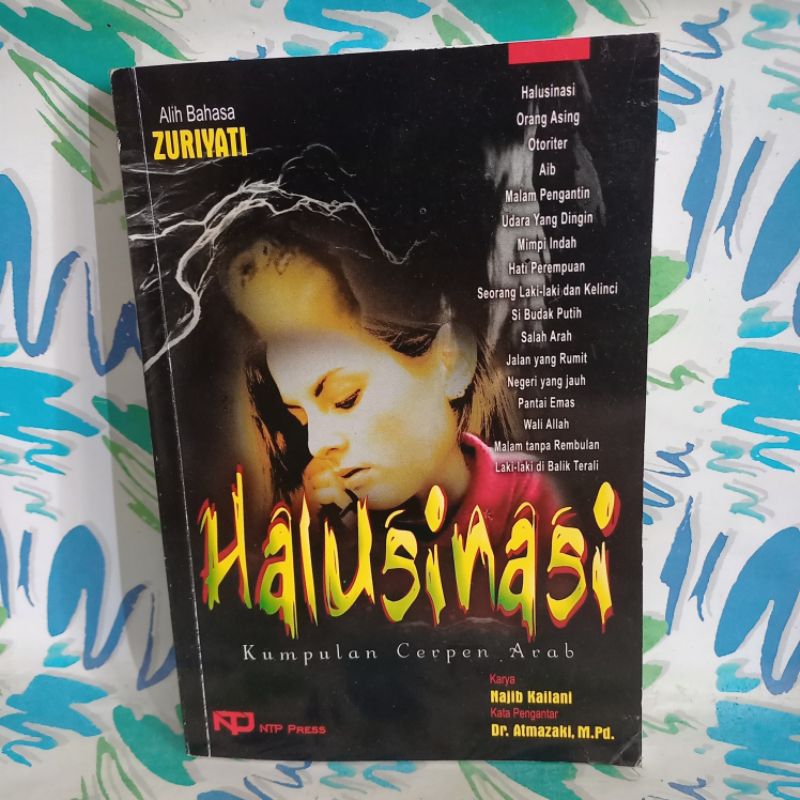 Alih Bahasa
ZURIYATI
Halusinasi
Orang Asing
Otoriter
Aib
Malam Pengantin
Udara Yang Dingin
Mimpi Indah
Hati Perempuan
Seorang Laki-laki dan Kelinci
Si Budak Putih
Salah Arah
Jalan yang Rumit
Negeri yang jauh
Pantai Emas
Wali Allah
Malam tanpa Rembulan
Laki-laki di Balik Terali
Halusinasi
Kumpulan Cerpen Arab
Karya
Najib Kailani
Kata Pengantar
Dr. Atmazaki, M.Pd.
NTP PRESS